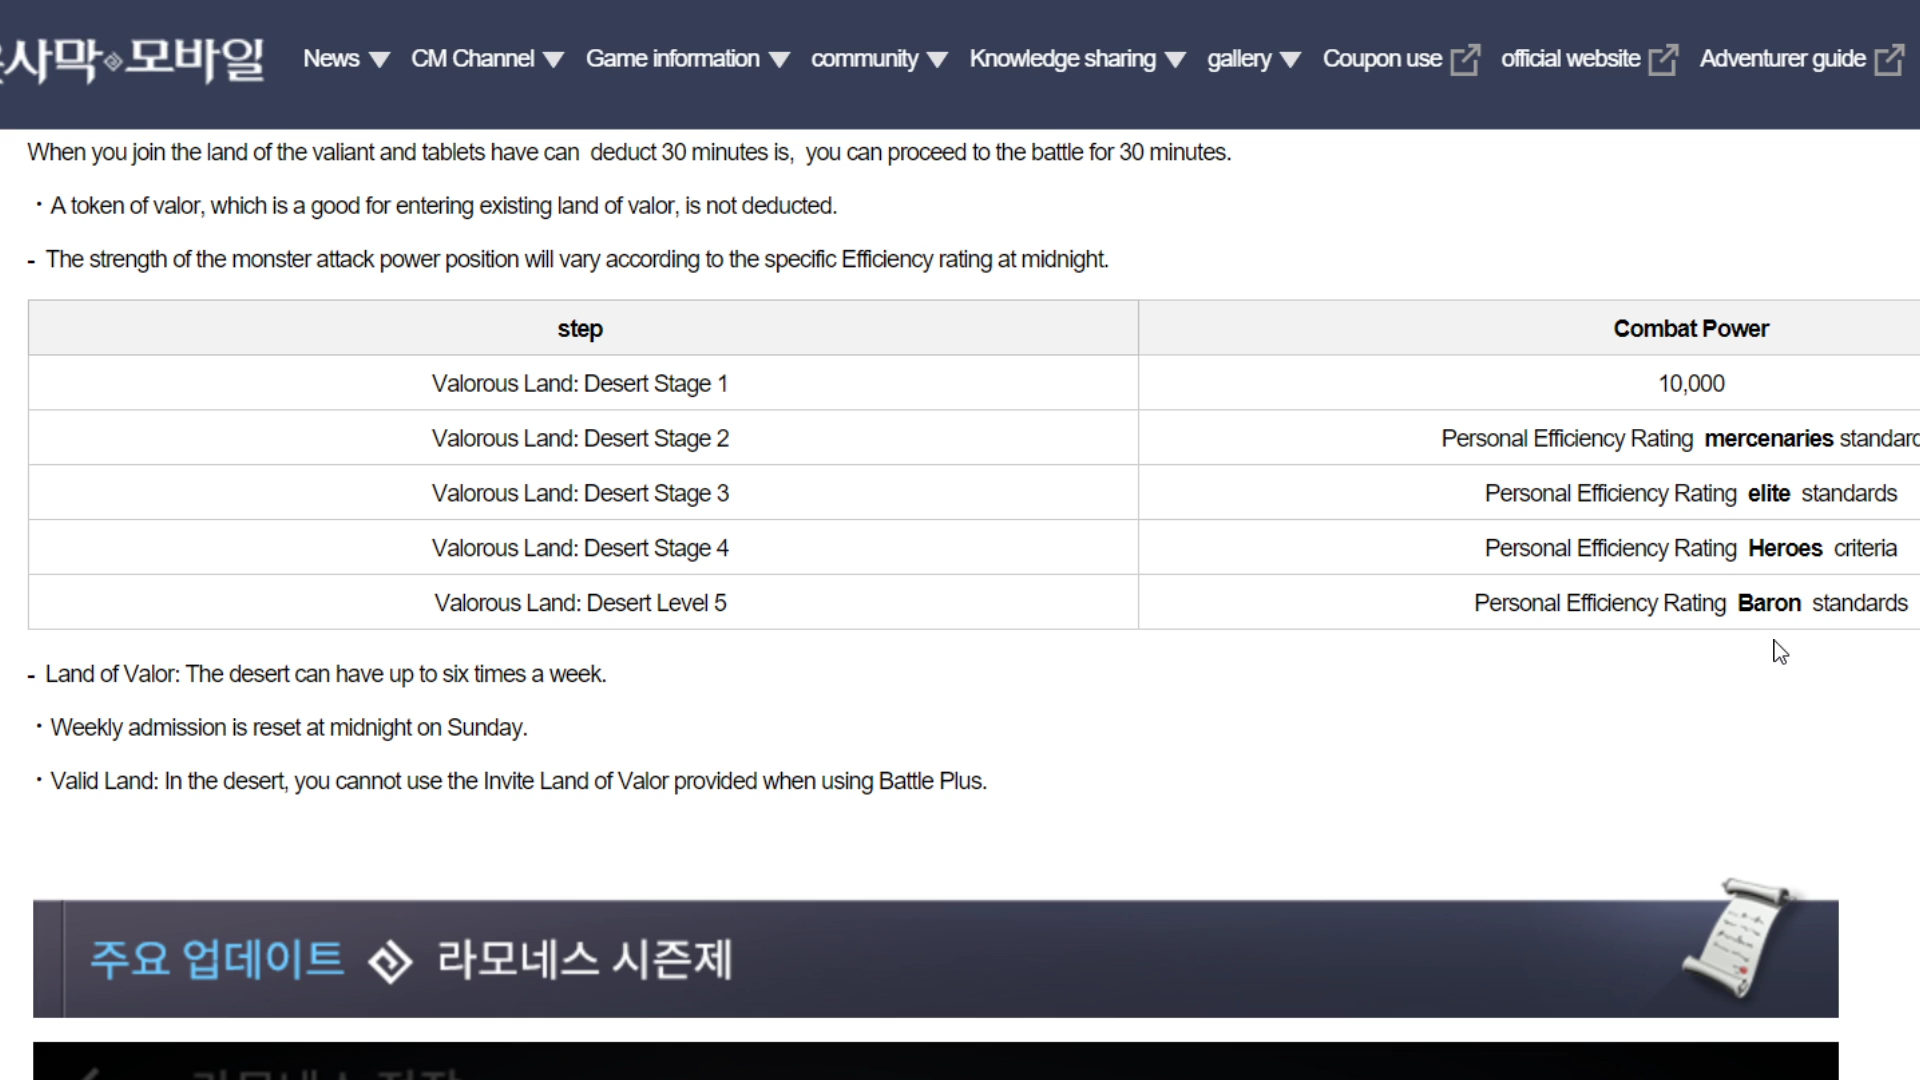 사막 모바일
News CM Channel Game information community Knowledge sharing gallery Coupon use official website Adventurer guide
When you join the land of the valiant and tablets have can deduct 30 minutes is, you can proceed to the battle for 30 minutes.
· A token of valor, which is a good for entering existing land of valor, is not deducted.
- The strength of the monster attack power position will vary according to the specific Efficiency rating at midnight.
step Combat Power
Valorous Land: Desert Stage 1 10,000
Valorous Land: Desert Stage 2 Personal Efficiency Rating mercenaries standard
Valorous Land: Desert Stage 3 Personal Efficiency Rating elite standards
Valorous Land: Desert Stage 4 Personal Efficiency Rating Heroes criteria
Valorous Land: Desert Level 5 Personal Efficiency Rating Baron standards
- Land of Valor: The desert can have up to six times a week.
· Weekly admission is reset at midnight on Sunday.
· Valid Land: In the desert, you cannot use the Invite Land of Valor provided when using Battle Plus.
주요 업데이트 라모네스 시즌제